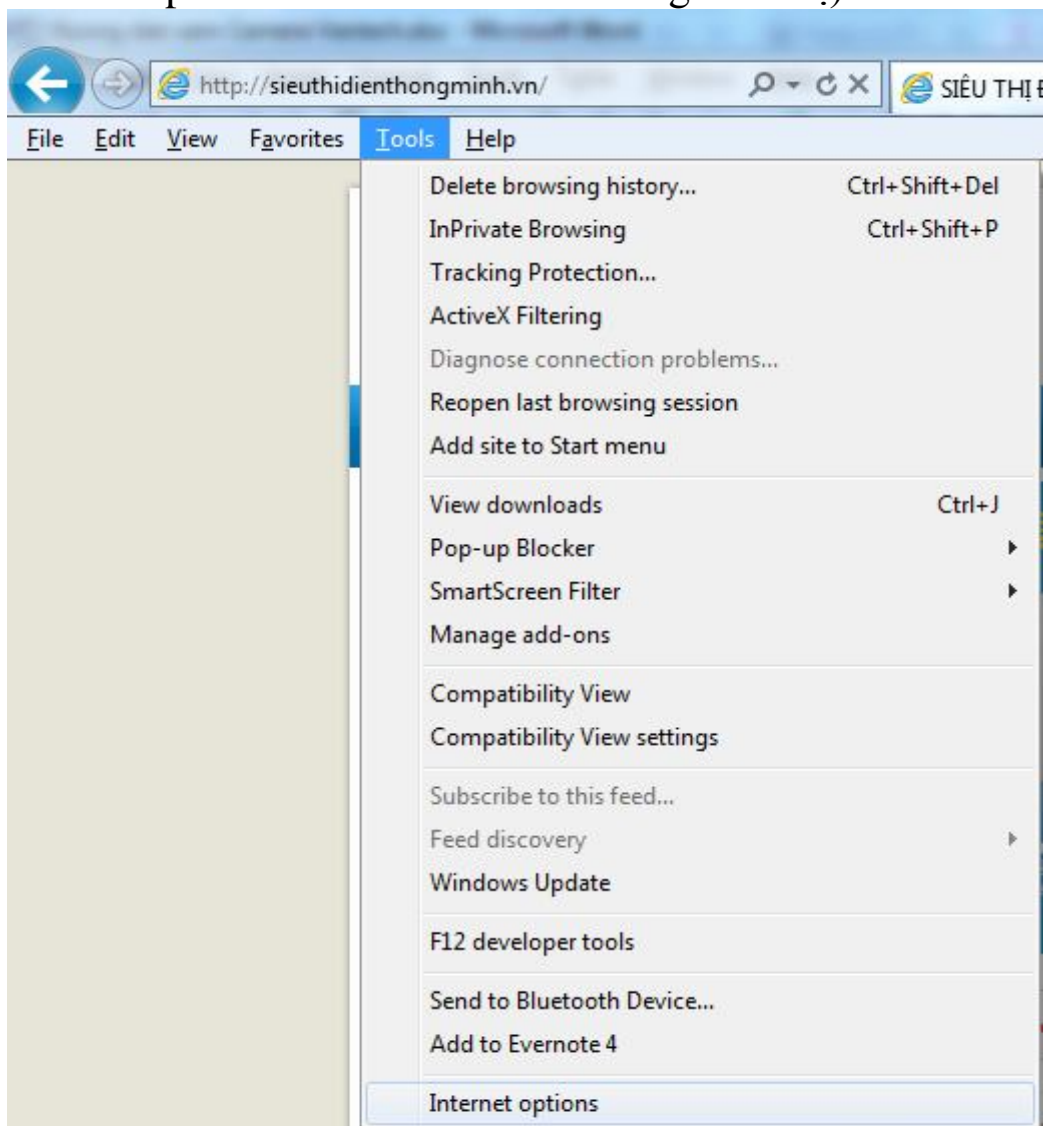 http://sieuthidienthongminh.vn/ SIÊU THỊ
File Edit View Favorites Tools Help
Delete browsing history... Ctrl+Shift+Del
InPrivate Browsing Ctrl+Shift+P
Tracking Protection...
ActiveX Filtering
Diagnose connection problems...
Reopen last browsing session
Add site to Start menu
View downloads Ctrl+J
Pop-up Blocker
SmartScreen Filter
Manage add-ons
Compatibility View
Compatibility View settings
Subscribe to this feed...
Feed discovery
Windows Update
F12 developer tools
Send to Bluetooth Device...
Add to Evernote 4
Internet options